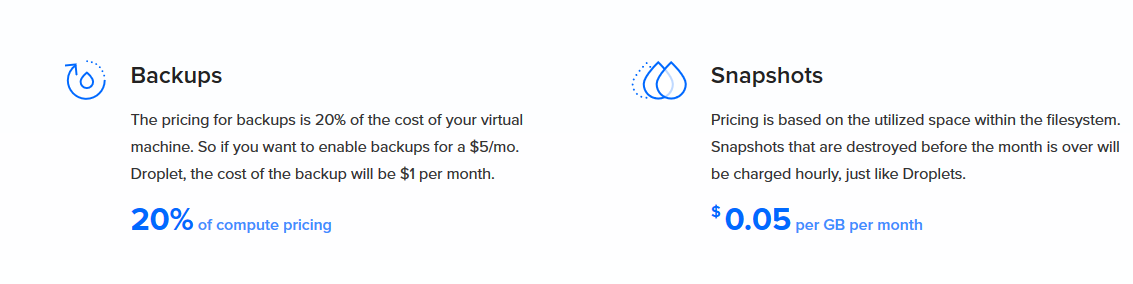 Backups
The pricing for backups is 20% of the cost of your virtual
machine. So if you want to enable backups for a $5/mo.
Droplet, the cost of the backup will be $1 per month.
20% of compute pricing
Snapshots
Pricing is based on the utilized space within the filesystem.
Snapshots that are destroyed before the month is over will
be charged hourly, just like Droplets.
$0.05 per GB per month